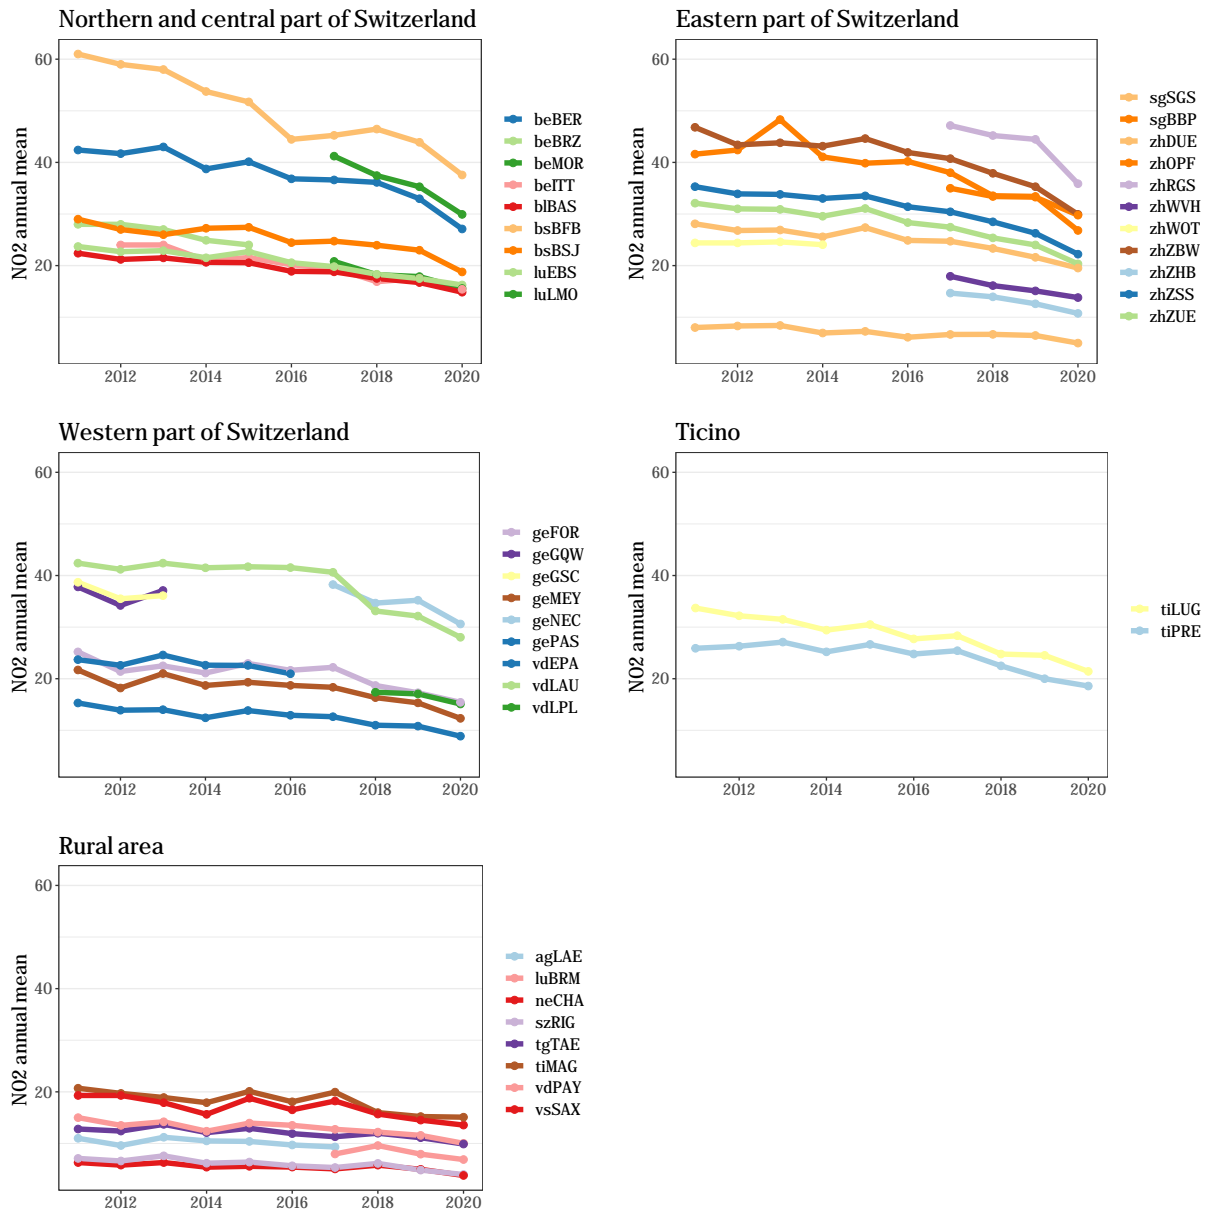 Northern and central part of Switzerland
NO2 annual mean
60
40
20
2012 2014 2016 2018 2020
beBER
beBRZ
beMOR
beITT
blBAS
bsBFB
bsBSJ
luEBS
luLMO
Eastern part of Switzerland
NO2 annual mean
60
40
20
2012 2014 2016 2018 2020
sgSGS
sgBBP
zhDUE
zhOPF
zhRGS
zhWVH
zhWOT
zhZBW
zhZHB
zhZSS
zhZUE
Western part of Switzerland
NO2 annual mean
60
40
20
2012 2014 2016 2018 2020
geFOR
geGQW
geGSC
geMEY
geNEC
gePAS
vdEPA
vdLAU
vdLPL
Ticino
NO2 annual mean
60
40
20
2012 2014 2016 2018 2020
tiLUG
tiPRE
Rural area
NO2 annual mean
60
40
20
2012 2014 2016 2018 2020
agLAE
luBRM
neCHA
szRIG
tgTAE
tiMAG
vdPAY
vsSAX